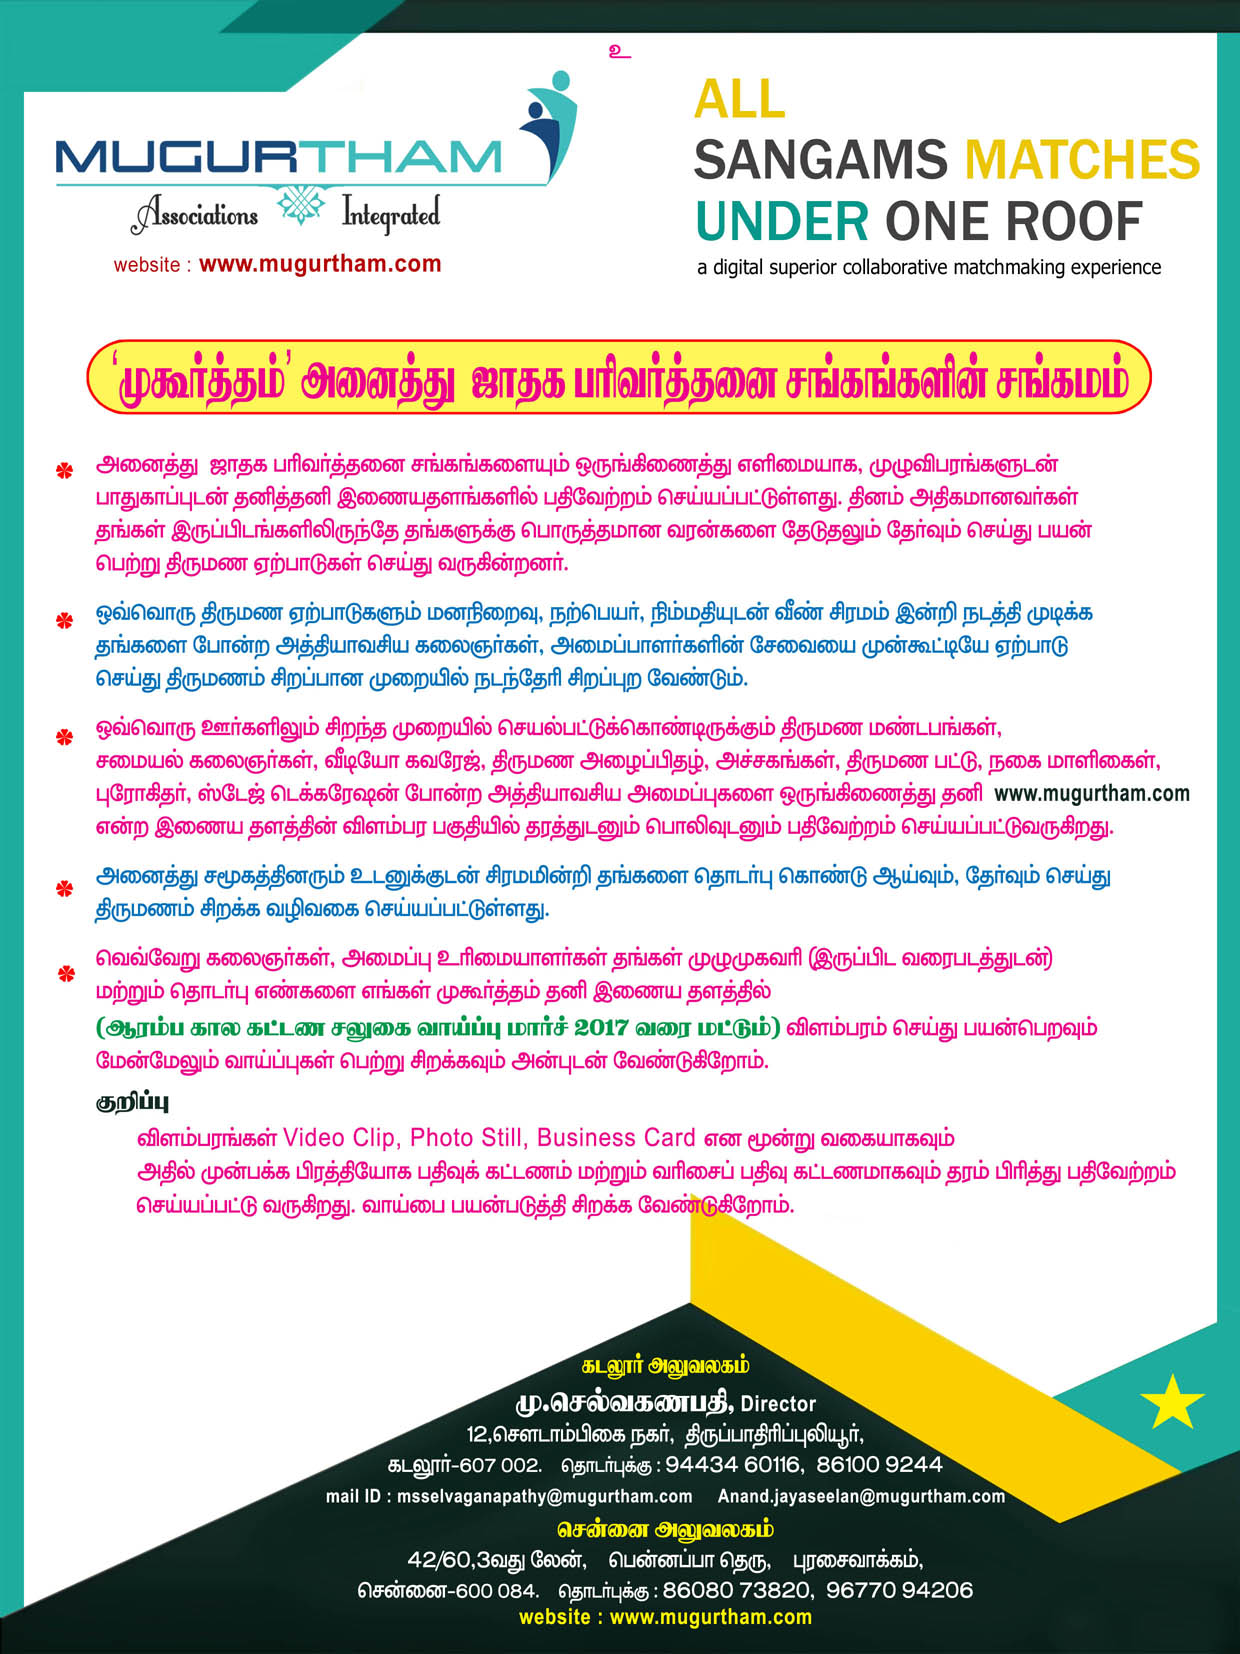 உ
MUGURTHAM
Associations Integrated
website : www.mugurtham.com
ALL
SANGAMS MATCHES
UNDER ONE ROOF
a digital superior collaborative matchmaking experience
‘முகூர்த்தம்’ அனைத்து ஜாதக பரிவர்த்தனை சங்கங்களின் சங்கமம்
அனைத்து ஜாதக பரிவர்த்தனை சங்கங்களையும் ஒருங்கிணைத்து எளிமையாக, முழுவிபரங்களுடன்
பாதுகாப்புடன் தனித்தனி இணையதளங்களில் பதிவேற்றம் செய்யப்பட்டுள்ளது. தினம் அதிகமானவர்கள்
தங்கள் இருப்பிடங்களிலிருந்தே தங்களுக்கு பொருத்தமான வரன்களை தேடுதலும் தேர்வும் செய்து பயன்
பெற்று திருமண ஏற்பாடுகள் செய்து வருகின்றனர்.
ஒவ்வொரு திருமண ஏற்பாடுகளும் மனநிறைவு, நற்பெயர், நிம்மதியுடன் வீண் சிரமம் இன்றி நடத்தி முடிக்க
தங்களை போன்ற அத்தியாவசிய கலைஞர்கள், அமைப்பாளர்களின் சேவையை முன்கூட்டியே ஏற்பாடு
செய்து திருமணம் சிறப்பான முறையில் நடந்தேரி சிறப்புற வேண்டும்.
ஒவ்வொரு ஊர்களிலும் சிறந்த முறையில் செயல்பட்டுக்கொண்டிருக்கும் திருமண மண்டபங்கள்,
சமையல் கலைஞர்கள், வீடியோ கவரேஜ், திருமண அழைப்பிதழ், அச்சகங்கள், திருமண பட்டு, நகை மாளிகைள்,
புரோகிதர், ஸ்டேஜ் டெக்கரேஷன் போன்ற அத்தியாவசிய அமைப்புகளை ஒருங்கிணைத்து தனி www.mugurtham.com
என்ற இணைய தளத்தின் விளம்பர பகுதியில் தரத்துடனும் பொலிவுடனும் பதிவேற்றம் செய்யப்பட்டுவருகிறது.
அனைத்து சமூகத்தினரும் உடனுக்குடன் சிரமமின்றி தங்களை தொடர்பு கொண்டு ஆய்வும், தேர்வும் செய்து
திருமணம் சிறக்க வழிவகை செய்யப்பட்டுள்ளது.
வெவ்வேறு கலைஞர்கள், அமைப்பு உரிமையாளர்கள் தங்கள் முழுமுகவரி (இருப்பிட வரைபடத்துடன்)
மற்றும் தொடர்பு எண்களை எங்கள் முகூர்த்தம் தனி இணைய தளத்தில்
(ஆரம்ப கால கட்டண சலுகை வாய்ப்பு மார்ச் 2017 வரை மட்டும்) விளம்பரம் செய்து பயன்பெறவும்
மேன்மேலும் வாய்ப்புகள் பெற்று சிறக்கவும் அன்புடன் வேண்டுகிறோம்.
குறிப்பு
விளம்பரங்கள் Video Clip, Photo Still, Business Card என மூன்று வகையாகவும்
அதில் முன்பக்க பிரத்தியோக பதிவுக் கட்டணம் மற்றும் வரிசைப் பதிவு கட்டணமாகவும் தரம் பிரித்து பதிவேற்றம்
செய்யப்பட்டு வருகிறது. வாய்பை பயன்படுத்தி சிறக்க வேண்டுகிறோம்.
கடலூர் அலுவலகம்
மு.செல்வகணபதி, Director
12,சௌடாம்பிகை நகர், திருப்பாதிரிப்புலியூர்,
கடலூர்-607 002. தொடர்புக்கு : 94434 60116, 86100 9244
mail ID : msselvaganapathy@mugurtham.com Anand.jayaseelan@mugurtham.com
சென்னை அலுவலகம்
42/60,3வது லேன், பென்னப்பா தெரு, புரசைவாக்கம்,
சென்னை-600 084. தொடர்புக்கு : 86080 73820, 96770 94206
website : www.mugurtham.com